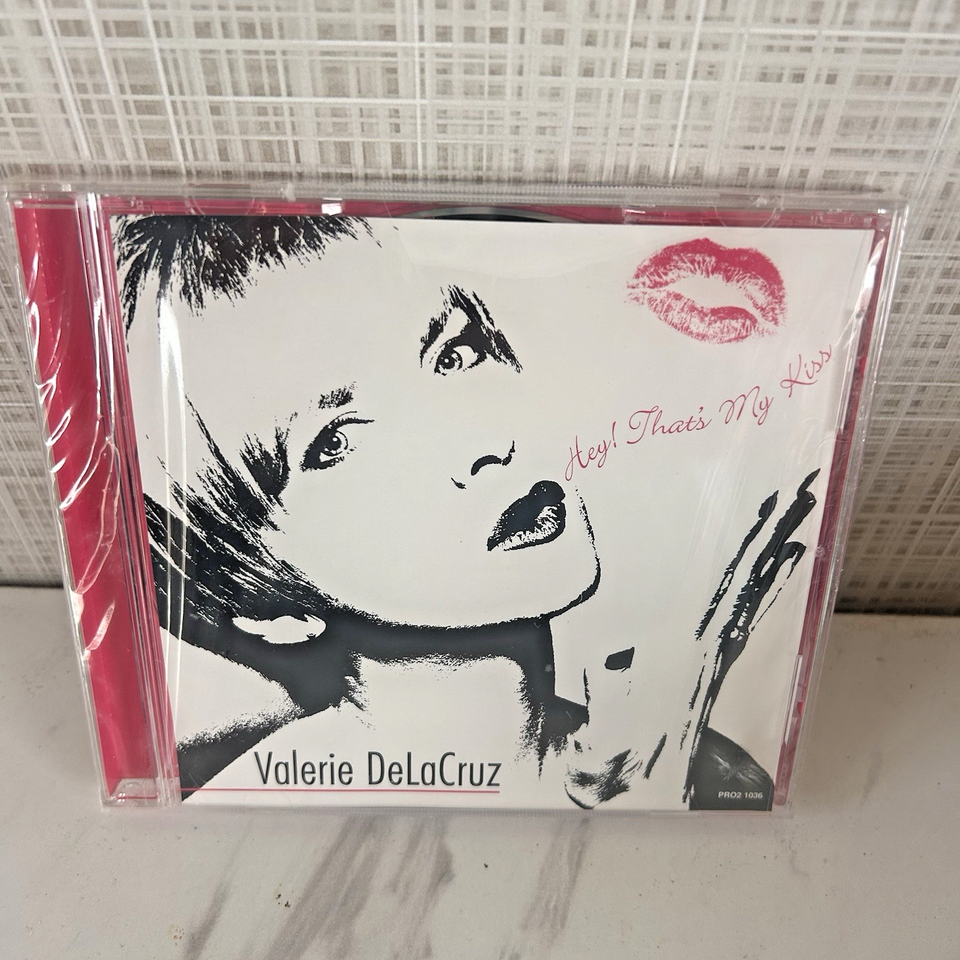 Hey! That's My Kiss
Valerie DeLaCruz
PRO2 1036